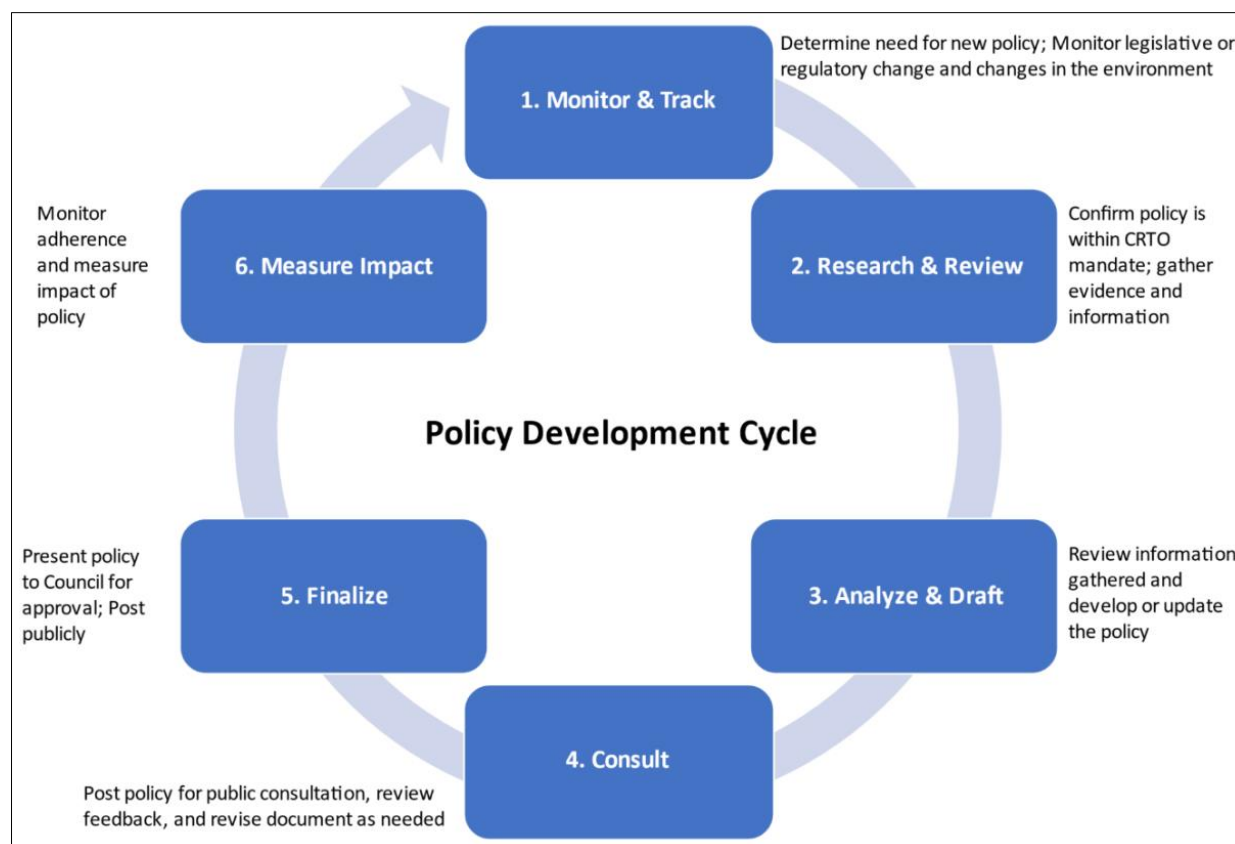 1. Monitor & Track
Determine need for new policy; Monitor legislative or
regulatory change and changes in the environment
2. Research & Review
Confirm policy is
within CRTO
mandate; gather
evidence and
information
Policy Development Cycle
3. Analyze & Draft
Review information
gathered and
develop or update
the policy
4. Consult
Post policy for public consultation, review
feedback, and revise document as needed
5. Finalize
Present policy
to Council for
approval; Post
publicly
6. Measure Impact
Monitor
adherence
and measure
impact of
policy